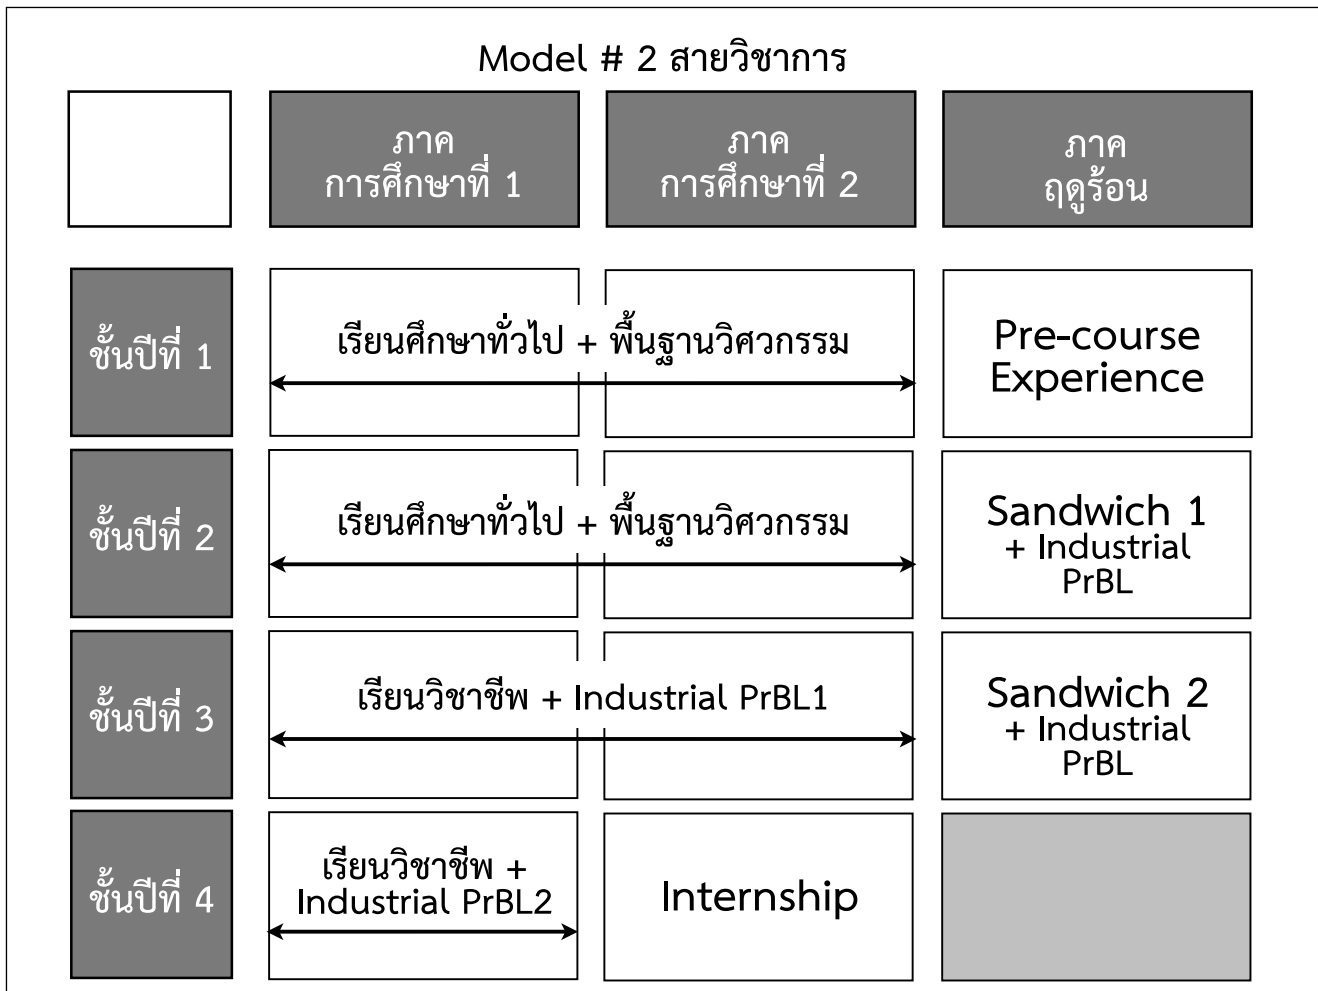 Model # 2 สายวิชาการ
ภาค
การศึกษาที่ 1
ภาค
การศึกษาที่ 2
ภาค
ฤดูร้อน
ชั้นปีที่ 1
เรียนศึกษาทั่วไป + พื้นฐานวิศวกรรม
Pre-course
Experience
ชั้นปีที่ 2
เรียนศึกษาทั่วไป + พื้นฐานวิศวกรรม
Sandwich 1
+ Industrial
PrBL
ชั้นปีที่ 3
เรียนวิชาชีพ + Industrial PrBL1
Sandwich 2
+ Industrial
PrBL
ชั้นปีที่ 4
เรียนวิชาชีพ +
Industrial PrBL2
Internship